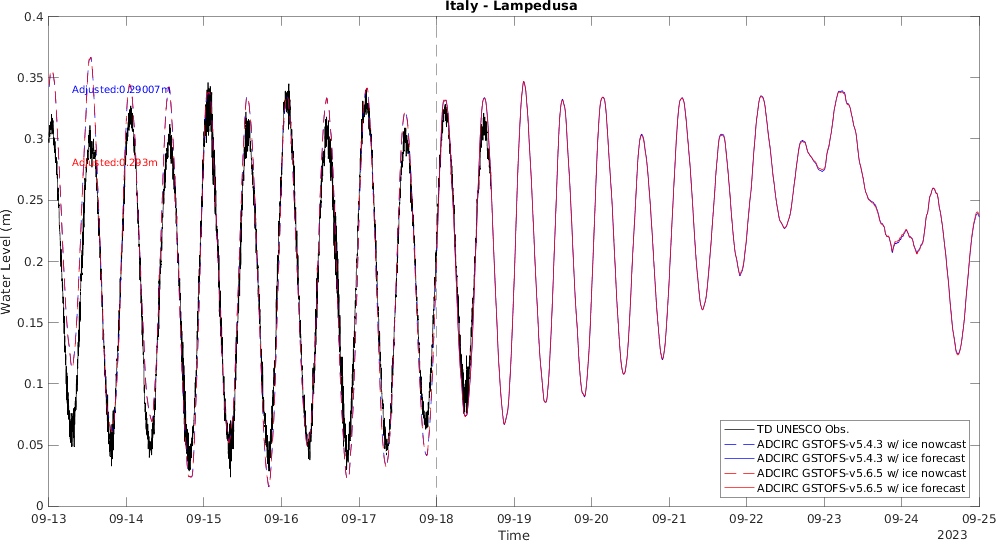 Italy - Lampedusa
0.4
0.35
0.3
0.25
0.2
0.15
0.1
0.05
0
Water Level (m)
Adjusted:0.29007m
Adjusted:0.293m
TD UNESCO Obs.
ADCIRC GSTOFS-v5.4.3 w/ ice nowcast
ADCIRC GSTOFS-v5.4.3 w/ ice forecast
ADCIRC GSTOFS-v5.6.5 w/ ice nowcast
ADCIRC GSTOFS-v5.6.5 w/ ice forecast
09-13 09-14 09-15 09-16 09-17 09-18 09-19 09-20 09-21 09-22 09-23 09-24 09-25
Time
2023